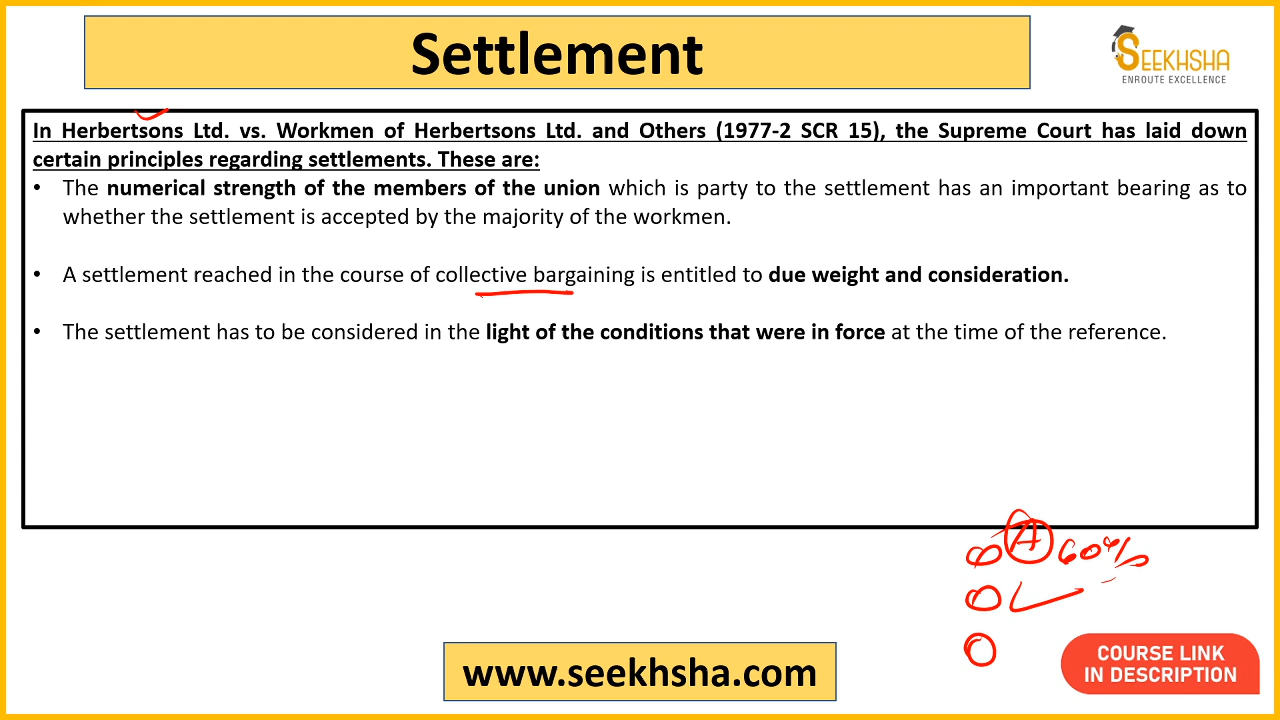 Settlement
SEEKHSHA
ENROUTE EXCELLENCE
In Herbertsons Ltd. vs. Workmen of Herbertsons Ltd. and Others (1977-2 SCR 15), the Supreme Court has laid down
certain principles regarding settlements. These are:
• The numerical strength of the members of the union which is party to the settlement has an important bearing as to
whether the settlement is accepted by the majority of the workmen.
• A settlement reached in the course of collective bargaining is entitled to due weight and consideration.
• The settlement has to be considered in the light of the conditions that were in force at the time of the reference.
A 60%
www.seekhsha.com
COURSE LINK
IN DESCRIPTION